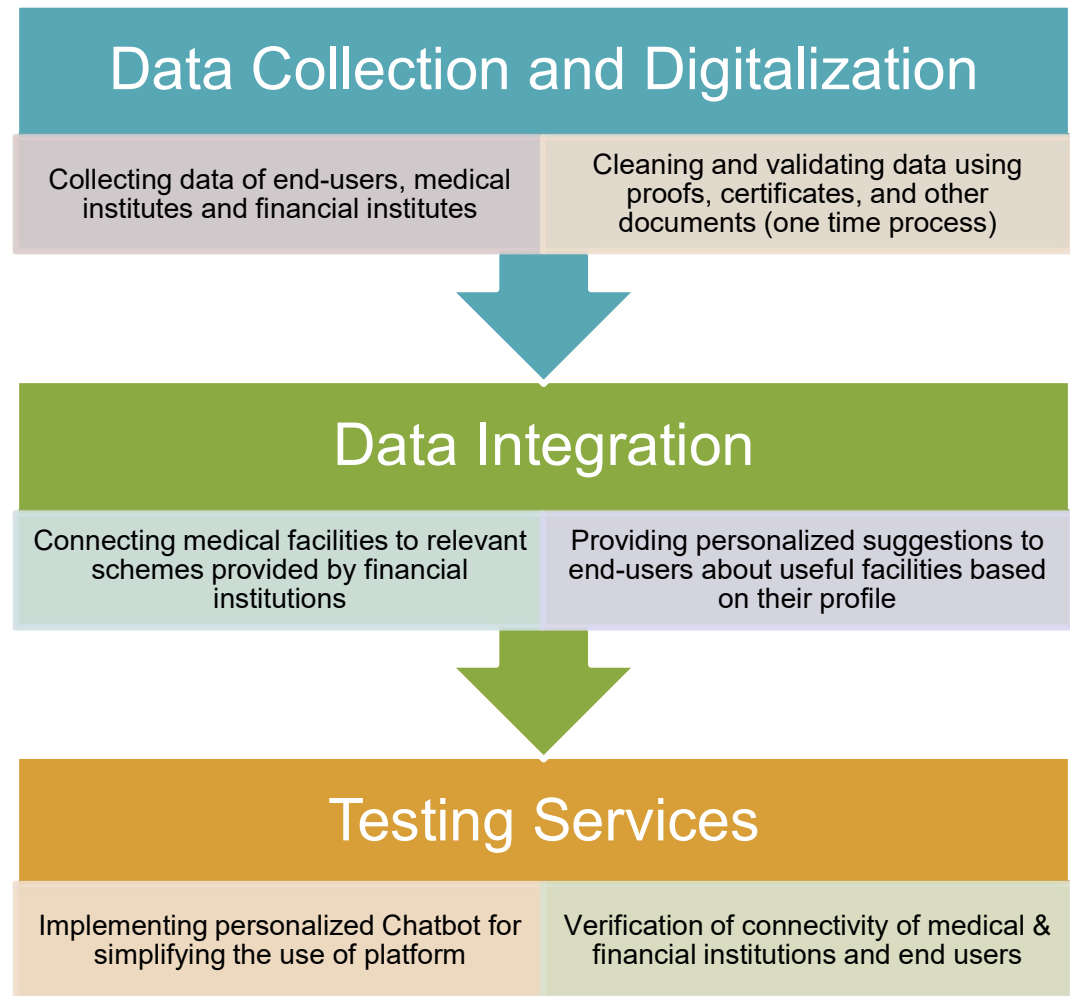 Data Collection and Digitalization
Collecting data of end-users, medical
institutes and financial institutes
Cleaning and validating data using
proofs, certificates, and other
documents (one time process)
Data Integration
Connecting medical facilities to relevant
schemes provided by financial
institutions
Providing personalized suggestions to
end-users about useful facilities based
on their profile
Testing Services
Implementing personalized Chatbot for
simplifying the use of platform
Verification of connectivity of medical &
financial institutions and end users